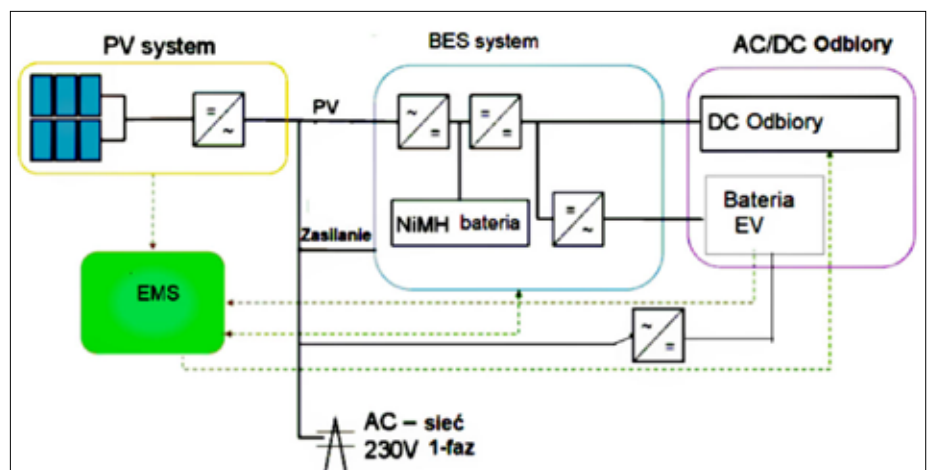 PV system
BES system
AC/DC Odbiory
PV
=
~
~
=
=
=
DC Odbiory
NiMH bateria
=
~
Bateria
EV
Zasilanie
EMS
~
=
AC – sieć
230V 1-faz